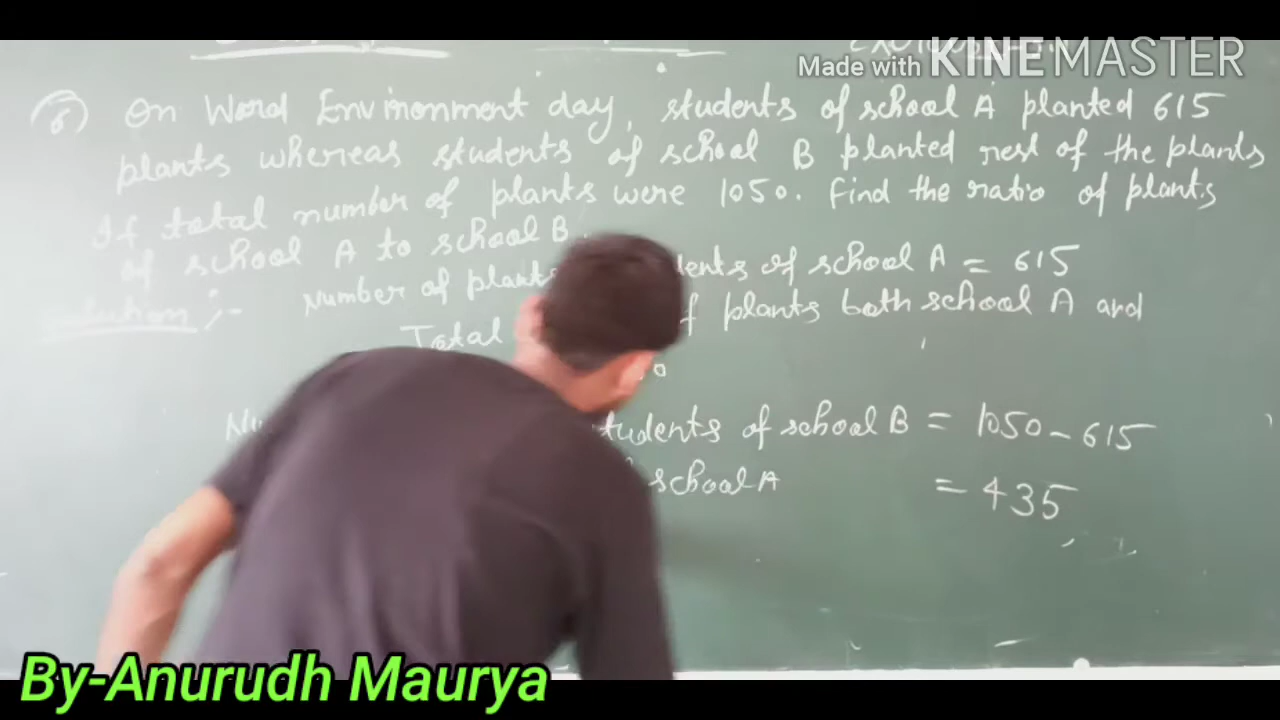 Made with KINEMASTER
(6) On Word Envinonment day, students of school A planted 615
plants whereas students of school B planted rest of the plants
If total number of plants were 1050. Find the ratio of plants
of school A to school B.
Number of plants dents of school A = 615
Total of plants both school A and
tudents of school B = 1050 - 615
school A = 435
By-Anurudh Maurya